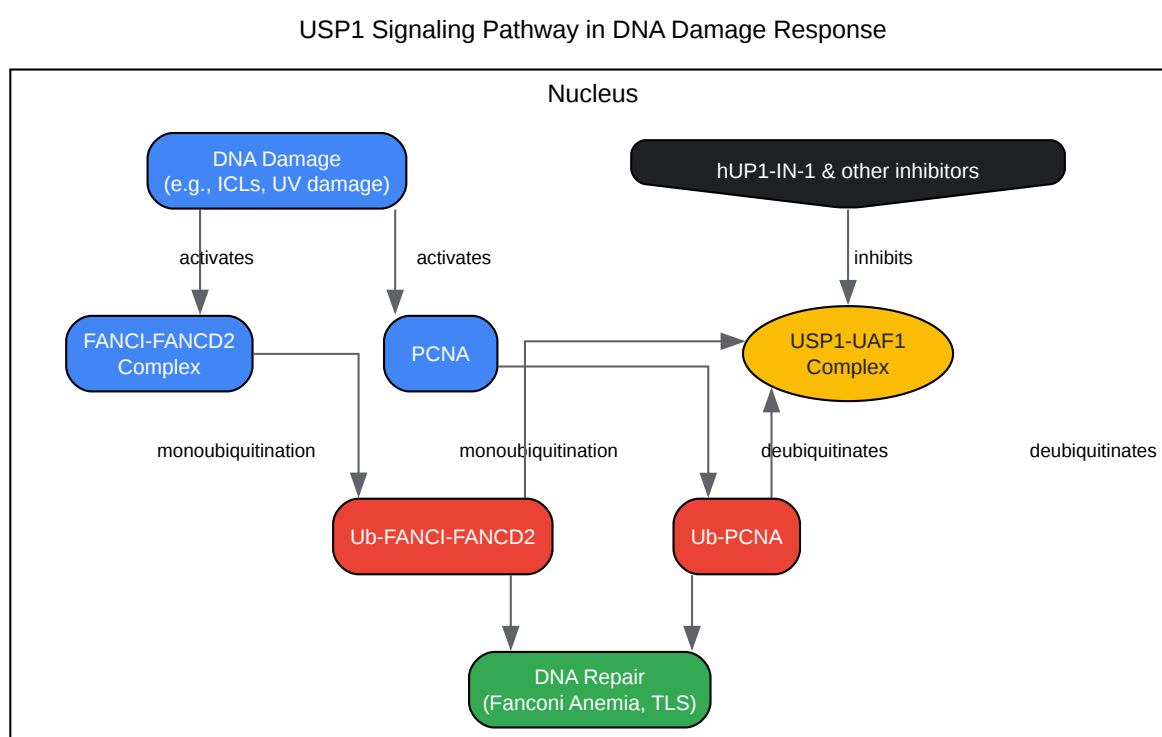 USP1 Signaling Pathway in DNA Damage Response
Nucleus
DNA Damage
(e.g., ICLs, UV damage)
hUP1-IN-1 & other inhibitors
activates
activates
inhibits
FANCI-FANCD2
Complex
PCNA
USP1-UAF1
Complex
monoubiquitination
monoubiquitination
deubiquitinates
deubiquitinates
Ub-FANCI-FANCD2
Ub-PCNA
DNA Repair
(Fanconi Anemia, TLS)